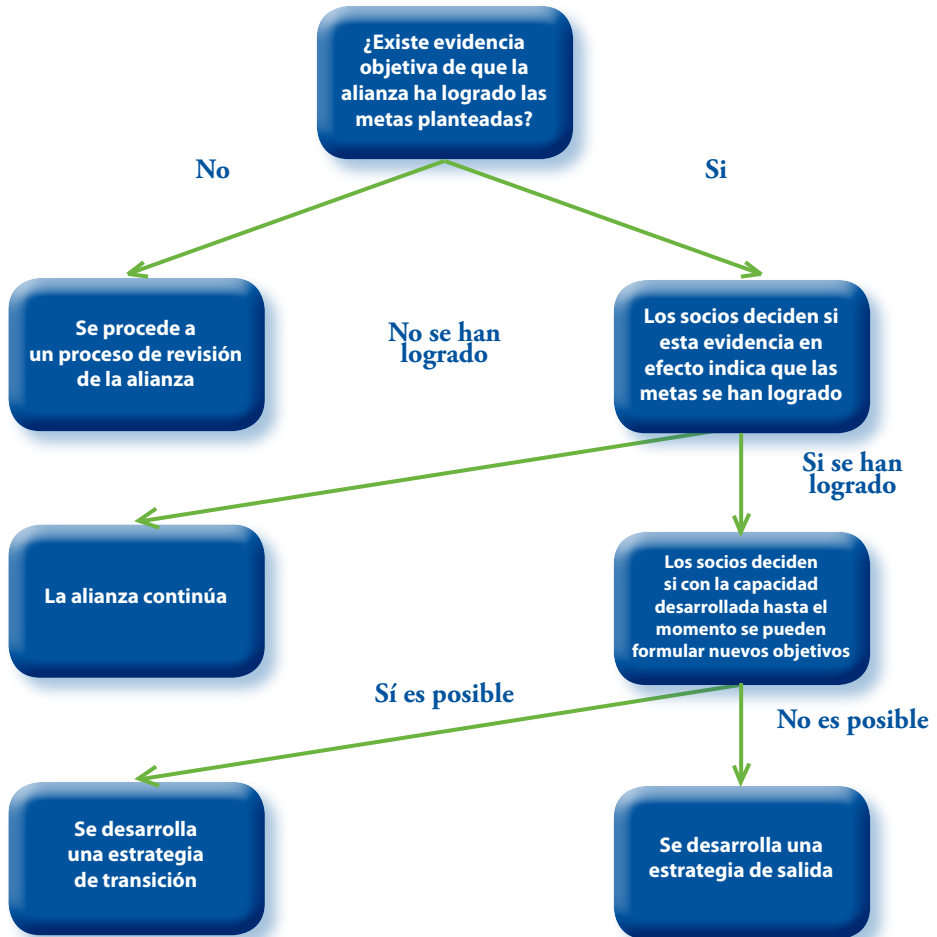 ¿Existe evidencia
objetiva de que la
alianza ha logrado las
metas planteadas?
No
Si
Se procede a
un proceso de revisión
de la alianza
No se han
logrado
Los socios deciden si
esta evidencia en
efecto indica que las
metas se han logrado
Si se han
logrado
La alianza continúa
Los socios deciden
si con la capacidad
desarrollada hasta el
momento se pueden
formular nuevos objetivos
Sí es posible
No es posible
Se desarrolla
una estrategia
de transición
Se desarrolla una
estrategia de salida